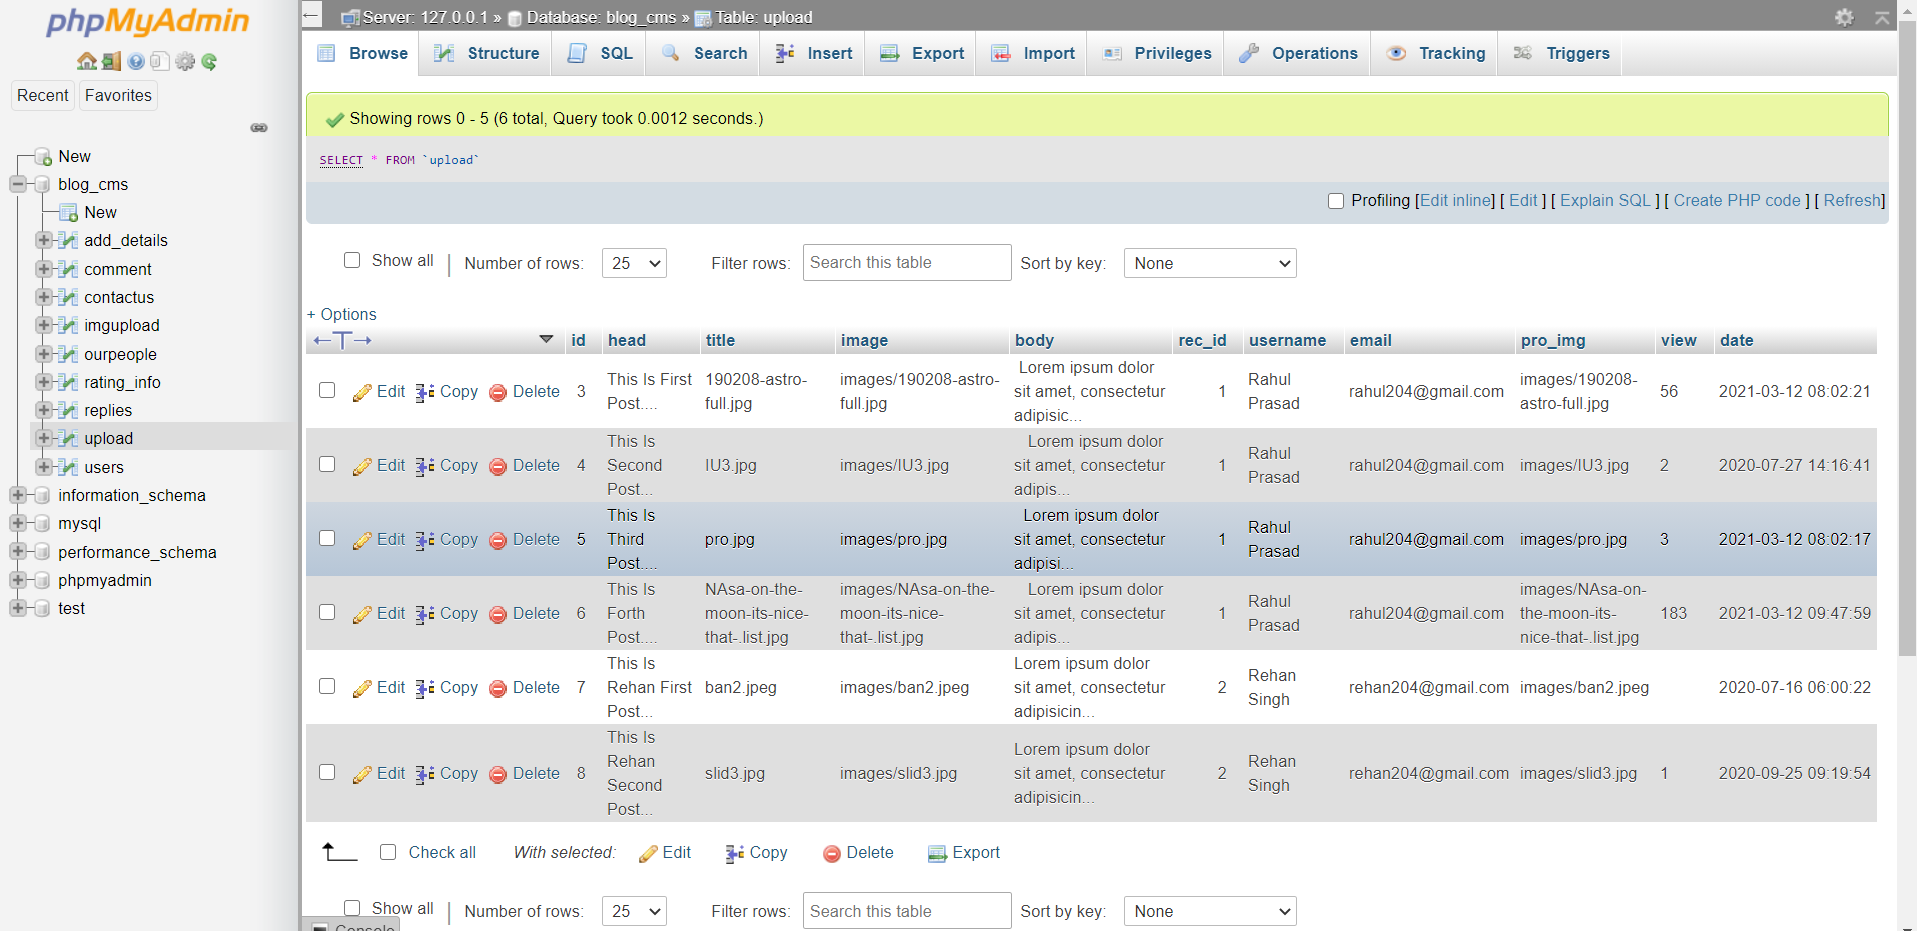 phpMyAdmin
Recent Favorites
New
blog_cms
New
add_details
comment
contactus
imgupload
ourpeople
rating_info
replies
upload
users
information_schema
mysql
performance_schema
phpmyadmin
test
Server: 127.0.0.1 » Database: blog_cms » Table: upload
Browse Structure SQL Search Insert Export Import Privileges Operations Tracking Triggers
Showing rows 0 - 5 (6 total, Query took 0.0012 seconds.)
SELECT * FROM `upload`
Profiling [Edit inline] [ Edit ] [ Explain SQL ] [ Create PHP code ] [ Refresh]
Show all | Number of rows: 25 Filter rows: Search this table Sort by key: None
+ Options
←T→ id head title image body rec_id username email pro_img view date
Edit Copy Delete 3 This Is First Post.... 190208-astro-full.jpg images/190208-astro-full.jpg Lorem ipsum dolor sit amet, consectetur adipisic... 1 Rahul Prasad rahul204@gmail.com images/190208-astro-full.jpg 56 2021-03-12 08:02:21
Edit Copy Delete 4 This Is Second Post... IU3.jpg images/IU3.jpg Lorem ipsum dolor sit amet, consectetur adipis... 1 Rahul Prasad rahul204@gmail.com images/IU3.jpg 2 2020-07-27 14:16:41
Edit Copy Delete 5 This Is Third Post.... pro.jpg images/pro.jpg Lorem ipsum dolor sit amet, consectetur adipisi... 1 Rahul Prasad rahul204@gmail.com images/pro.jpg 3 2021-03-12 08:02:17
Edit Copy Delete 6 This Is Forth Post.... NAsa-on-the-moon-its-nice-that-.list.jpg images/NAsa-on-the-moon-its-nice-that-.list.jpg Lorem ipsum dolor sit amet, consectetur adipis... 1 Rahul Prasad rahul204@gmail.com images/NAsa-on-the-moon-its-nice-that-.list.jpg 183 2021-03-12 09:47:59
Edit Copy Delete 7 This Is Rehan First Post... ban2.jpeg images/ban2.jpeg Lorem ipsum dolor sit amet, consectetur adipisicin... 2 Rehan Singh rehan204@gmail.com images/ban2.jpeg 2020-07-16 06:00:22
Edit Copy Delete 8 This Is Rehan Second Post... slid3.jpg images/slid3.jpg Lorem ipsum dolor sit amet, consectetur adipisicin... 2 Rehan Singh rehan204@gmail.com images/slid3.jpg 1 2020-09-25 09:19:54
Check all With selected: Edit Copy Delete Export
Show all | Number of rows: 25 Filter rows: Search this table Sort by key: None
Console